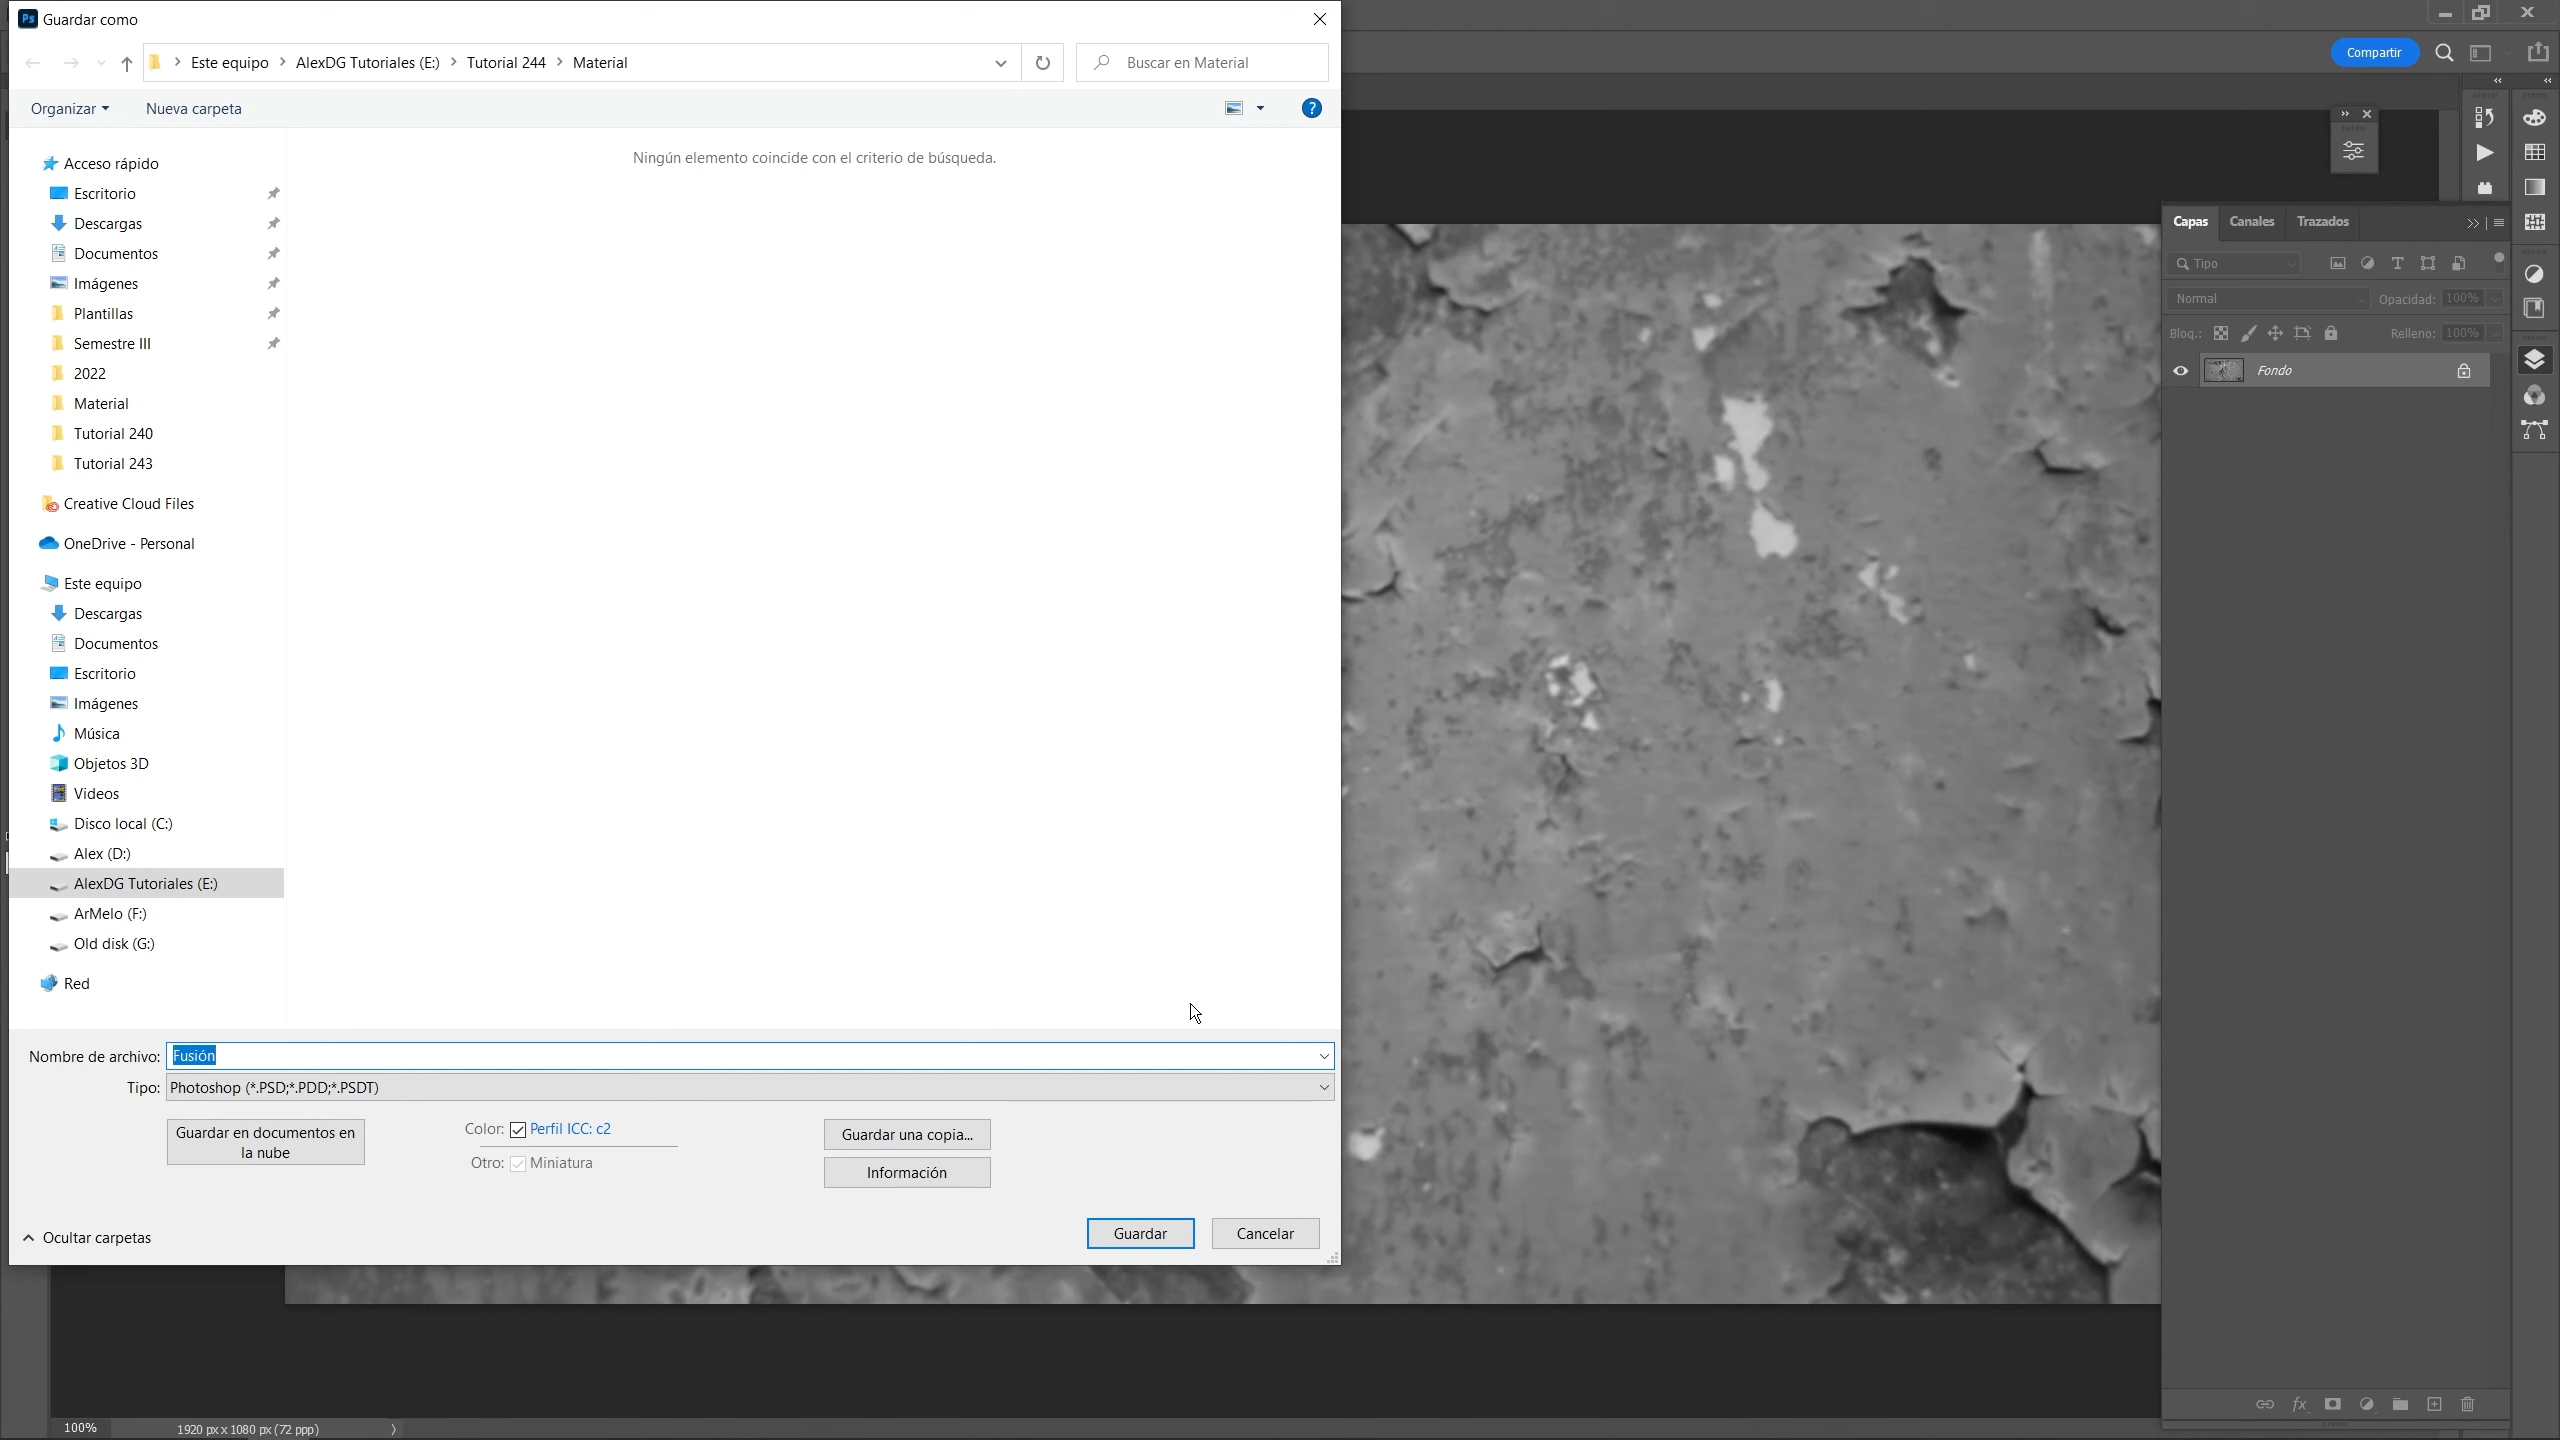 Ps Guardar como
Este equipo AlexDG Tutoriales (E:) Tutorial 244 Material
Buscar en Material
Organizar Nueva carpeta
?
Ningún elemento coincide con el criterio de búsqueda.
Acceso rápido
Escritorio
Descargas
Documentos
Imágenes
Plantillas
Semestre III
2022
Material
Tutorial 240
Tutorial 243
Creative Cloud Files
OneDrive - Personal
Este equipo
Descargas
Documentos
Escritorio
Imágenes
Música
Objetos 3D
Videos
Disco local (C:)
Alex (D:)
AlexDG Tutoriales (E:)
ArMelo (F:)
Old disk (G:)
Red
Nombre de archivo: Fusión
Tipo: Photoshop (*.PSD;*.PDD;*.PSDT)
Guardar en documentos en
la nube
Color: Perfil ICC: c2
Otro: Miniatura
Guardar una copia...
Información
Ocultar carpetas
Guardar
Cancelar
Compartir
Capas Canales Trazados
Tipo
Normal Opacidad: 100%
Bloq.: Relleno: 100%
Fondo
fx
100% 1920 px x 1080 px (72 ppp)